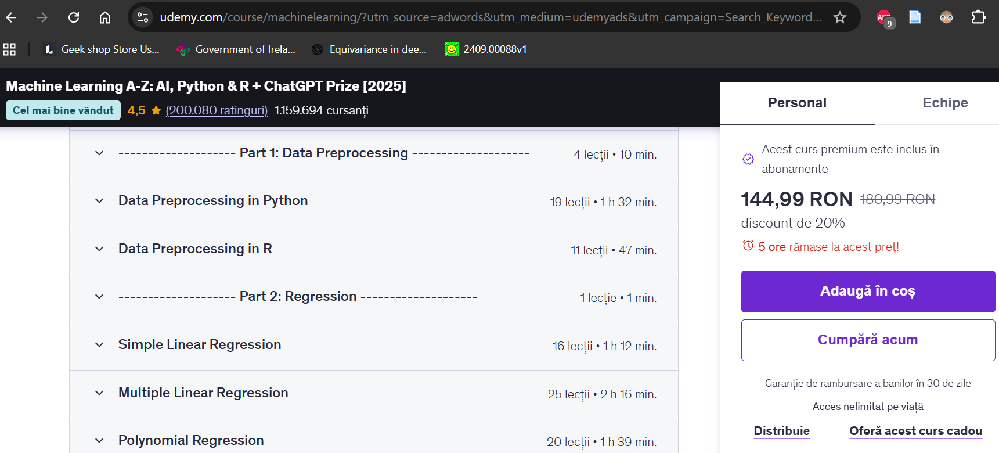 udemy.com/course/machinelearning/?utm_source=adwords&utm_medium=udemyads&utm_campaign=Search_Keyword...
ABP
9
Geek shop Store Us...
Government of Irela...
Equivariance in dee...
2409.00088v1
Machine Learning A-Z: AI, Python & R + ChatGPT Prize [2025]
Cel mai bine vândut 4,5 (200.080 ratinguri) 1.159.694 cursanți
-------------------- Part 1: Data Preprocessing -------------------- 4 lecții • 10 min.
Data Preprocessing in Python 19 lecții • 1 h 32 min.
Data Preprocessing in R 11 lecții • 47 min.
-------------------- Part 2: Regression -------------------- 1 lecție • 1 min.
Simple Linear Regression 16 lecții • 1 h 12 min.
Multiple Linear Regression 25 lecții • 2 h 16 min.
Polynomial Regression 20 lecții • 1 h 39 min.
Personal Echipe
Acest curs premium este inclus în
abonamente
144,99 RON 180,99 RON
discount de 20%
5 ore rămase la acest preț!
Adaugă în coș
Cumpără acum
Garanție de rambursare a banilor în 30 de zile
Acces nelimitat pe viață
Distribuie Oferă acest curs cadou